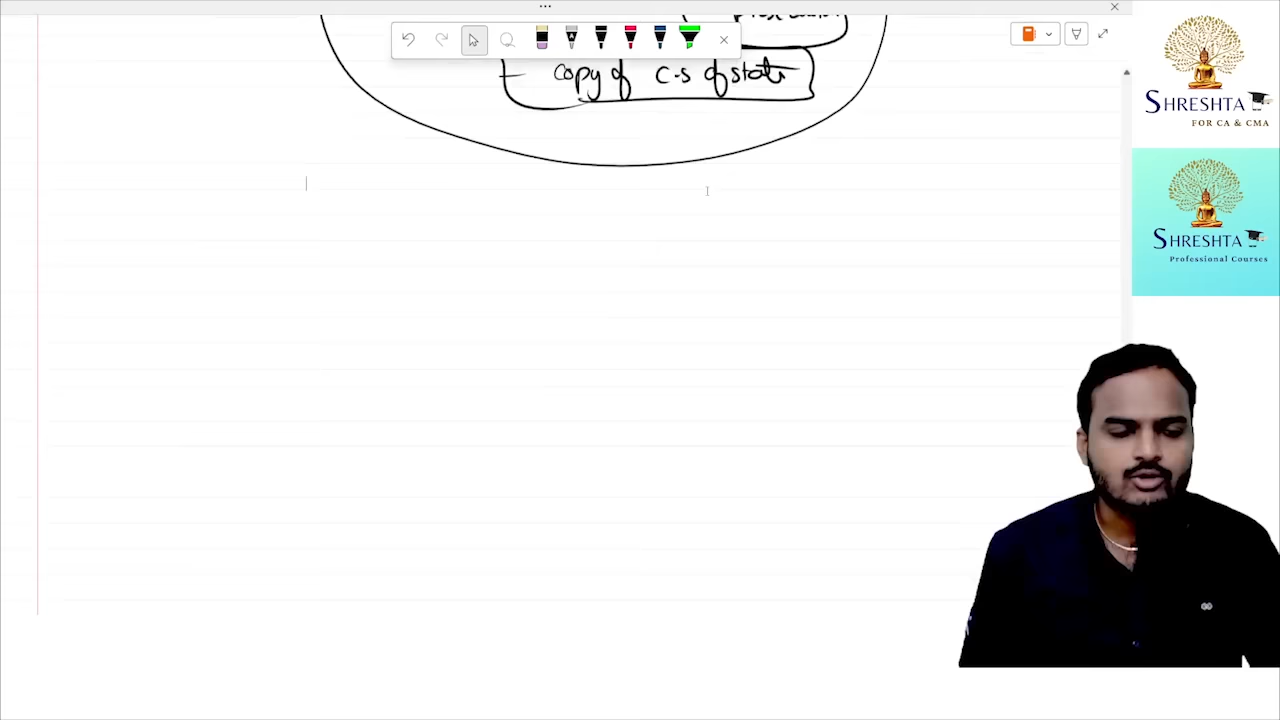 copy of C-S of state
SHRESHTA
FOR CA & CMA
SHRESHTA
Professional Courses